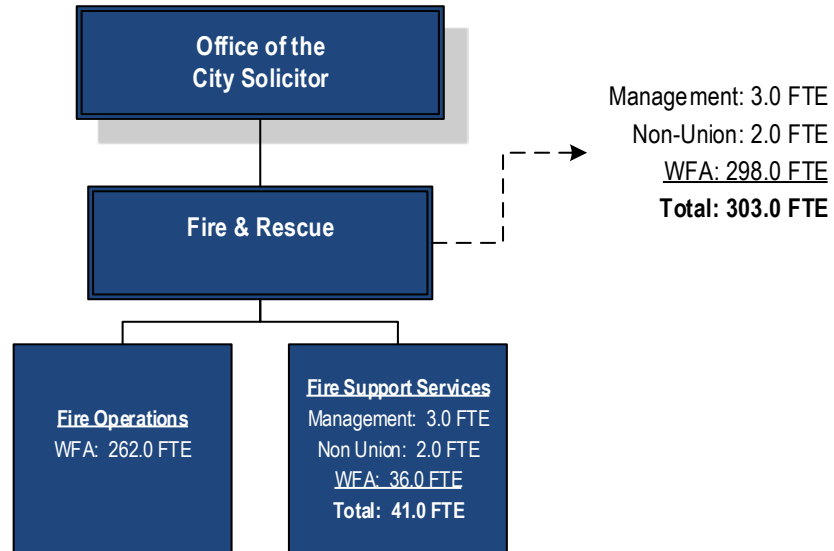 Office of the
City Solicitor
Management: 3.0 FTE
Non-Union: 2.0 FTE
WFA: 298.0 FTE
Total: 303.0 FTE
Fire & Rescue
Fire Operations
WFA: 262.0 FTE
Fire Support Services
Management: 3.0 FTE
Non Union: 2.0 FTE
WFA: 36.0 FTE
Total: 41.0 FTE